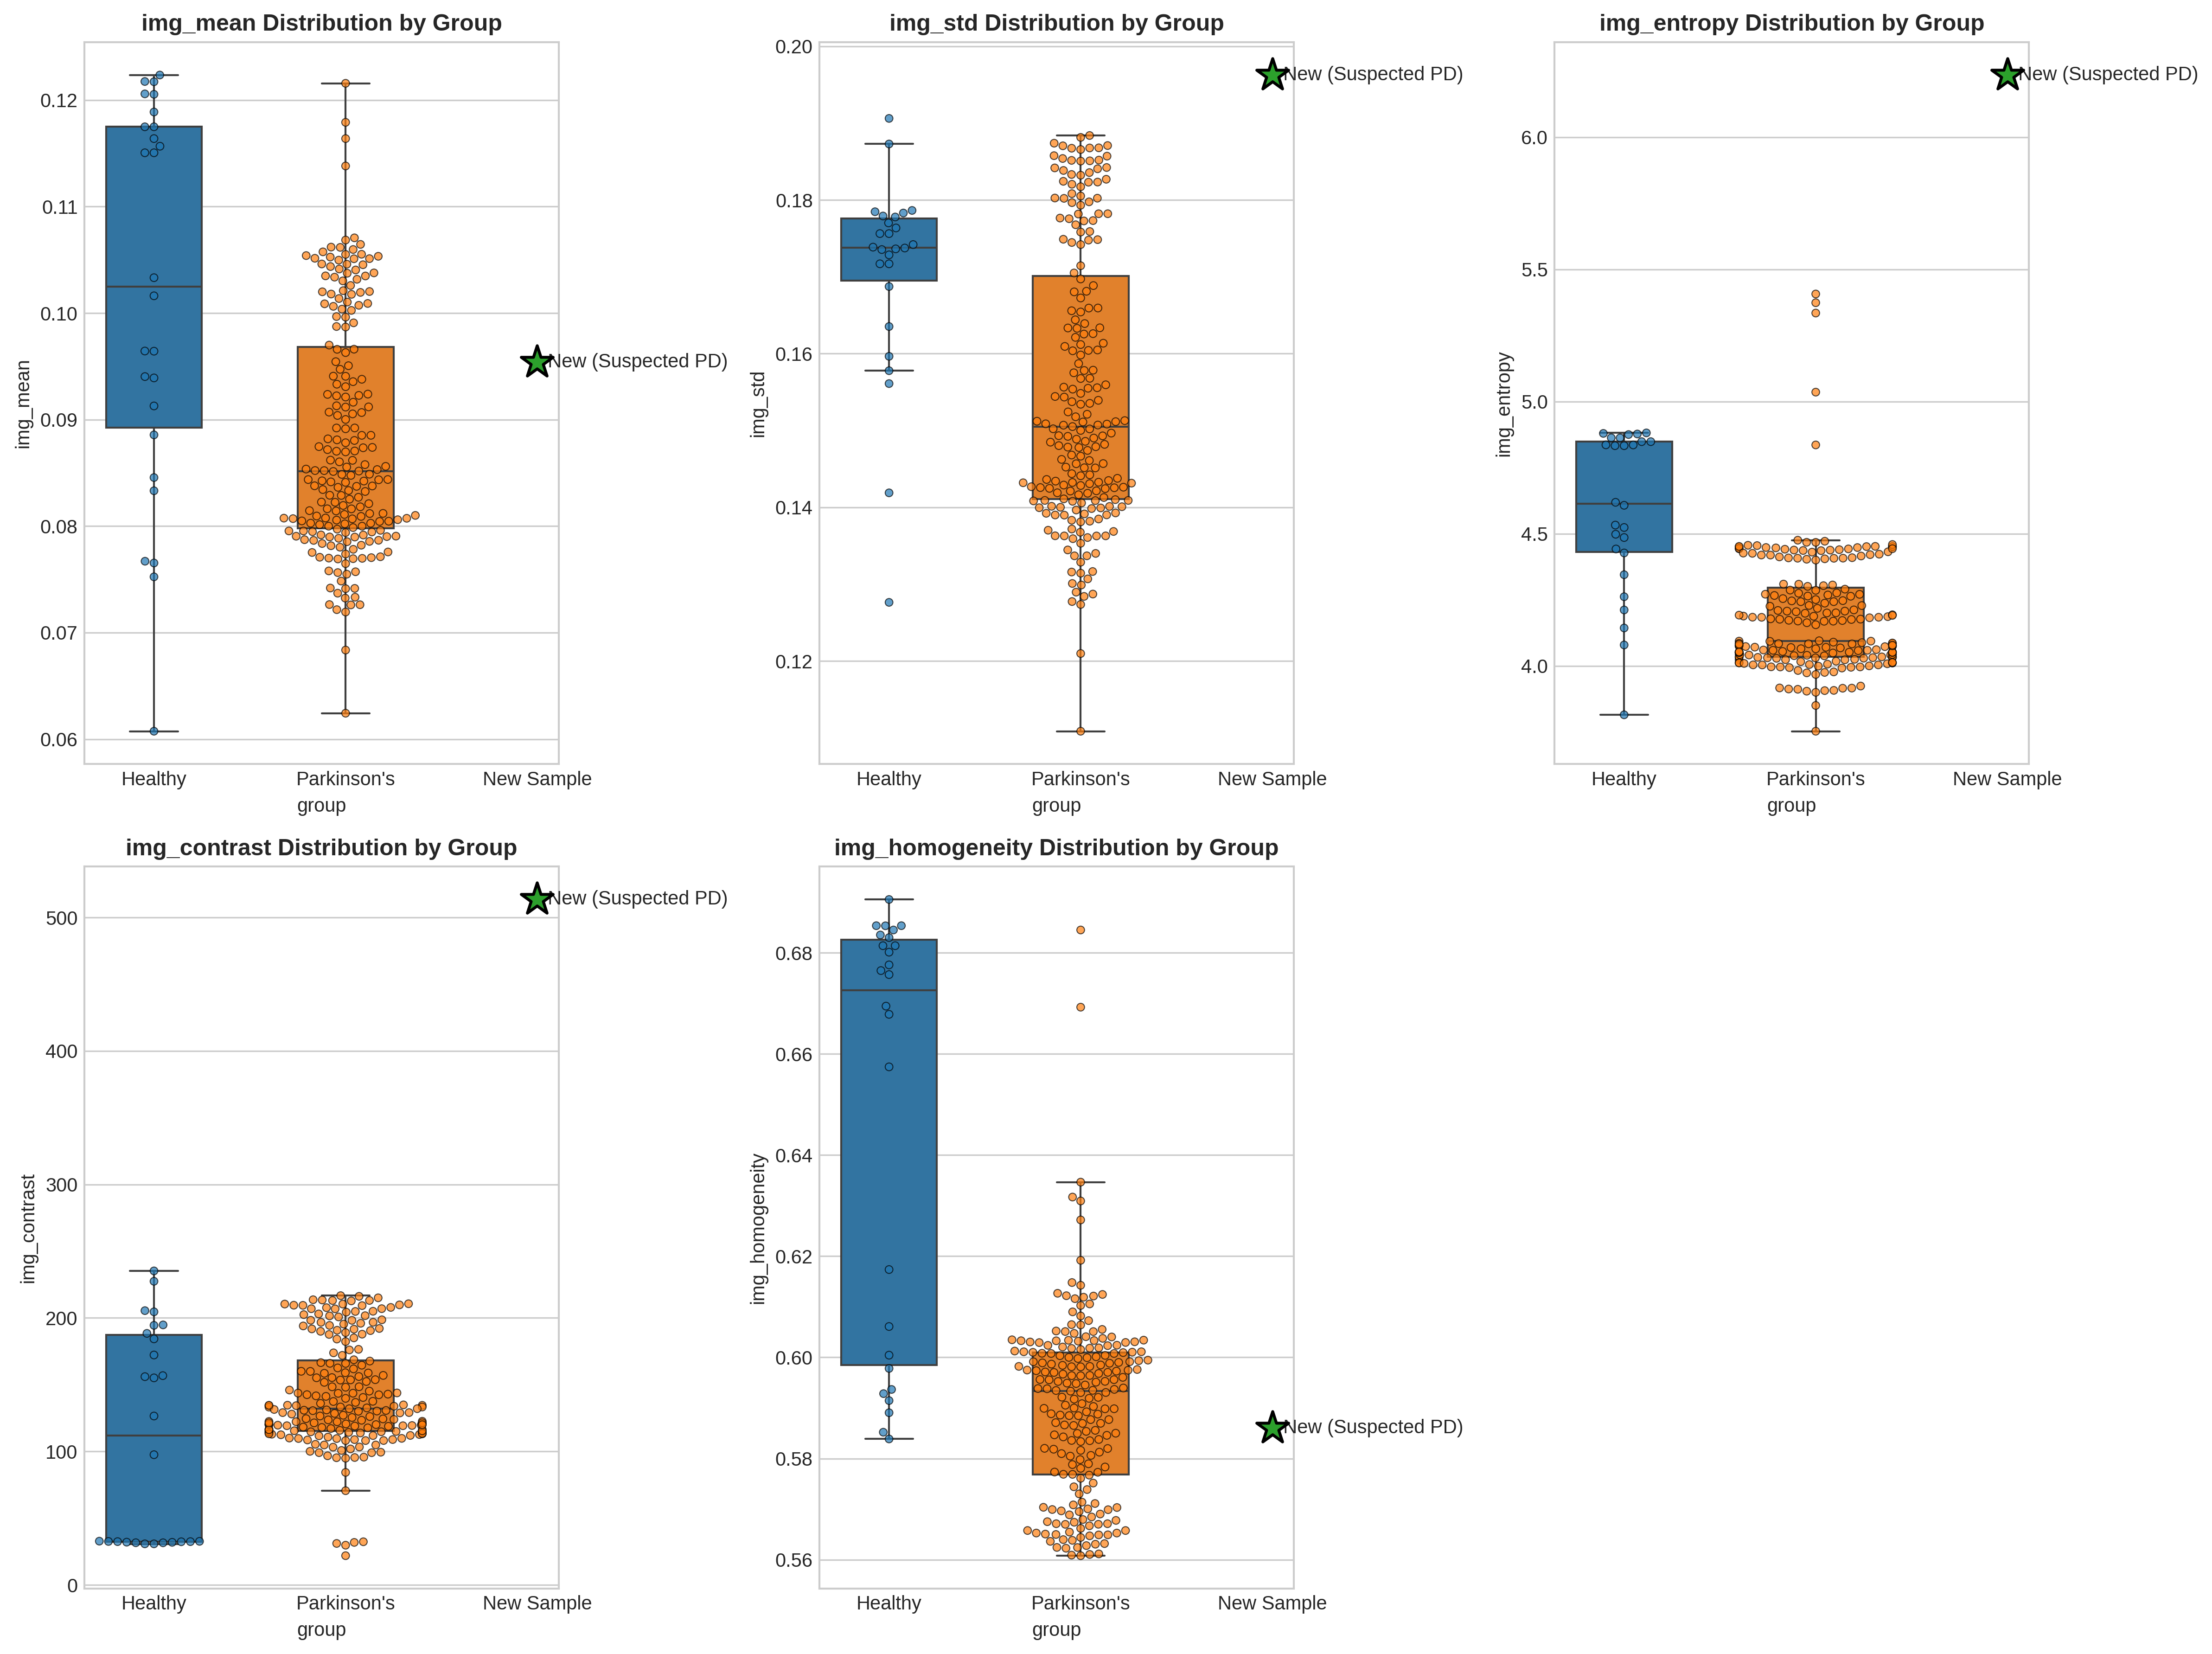 img_mean Distribution by Group
0.12
0.11
0.10
0.09
0.08
0.07
0.06
img_mean
New (Suspected PD)
Healthy
Parkinson's
New Sample
group
img_std Distribution by Group
0.20
0.18
0.16
0.14
0.12
img_std
New (Suspected PD)
Healthy
Parkinson's
New Sample
group
img_entropy Distribution by Group
6.0
5.5
5.0
4.5
4.0
img_entropy
New (Suspected PD)
Healthy
Parkinson's
New Sample
group
img_contrast Distribution by Group
500
400
300
200
100
0
img_contrast
New (Suspected PD)
Healthy
Parkinson's
New Sample
group
img_homogeneity Distribution by Group
0.68
0.66
0.64
0.62
0.60
0.58
0.56
img_homogeneity
New (Suspected PD)
Healthy
Parkinson's
New Sample
group